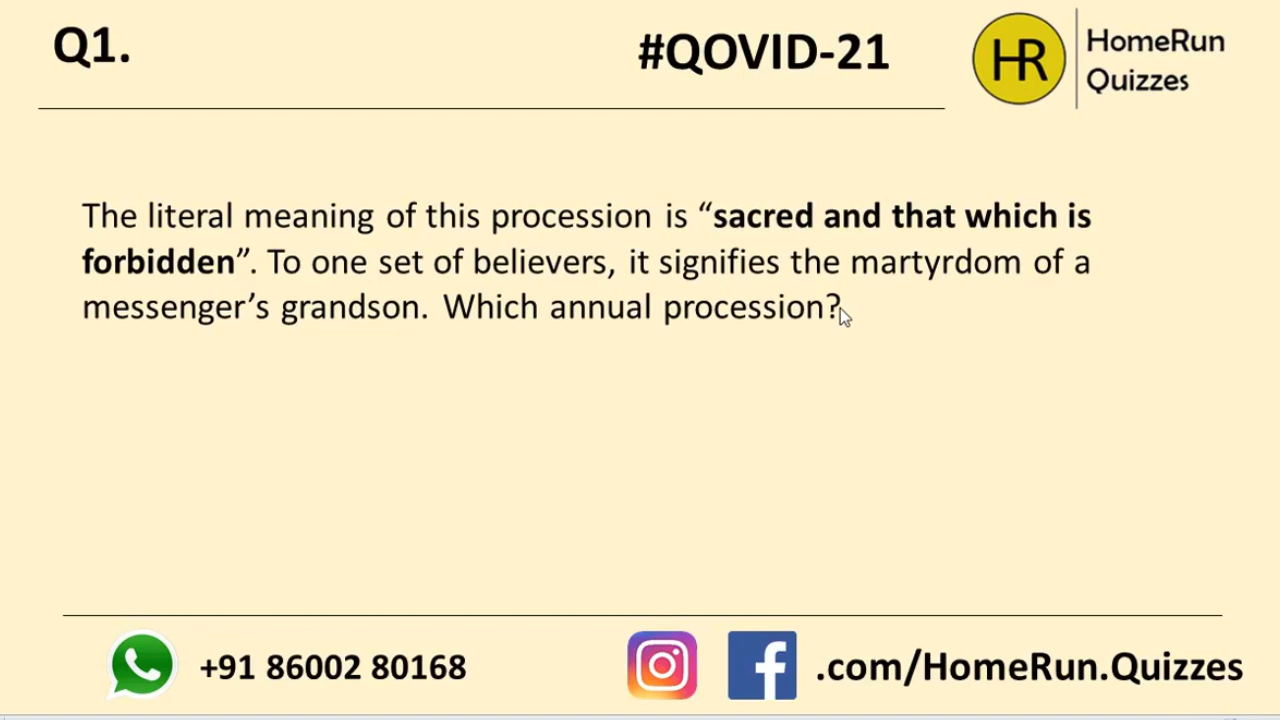 Q1.
#QOVID-21
HR
HomeRun
Quizzes
The literal meaning of this procession is “sacred and that which is
forbidden”. To one set of believers, it signifies the martyrdom of a
messenger’s grandson. Which annual procession?
+91 86002 80168
.com/HomeRun.Quizzes